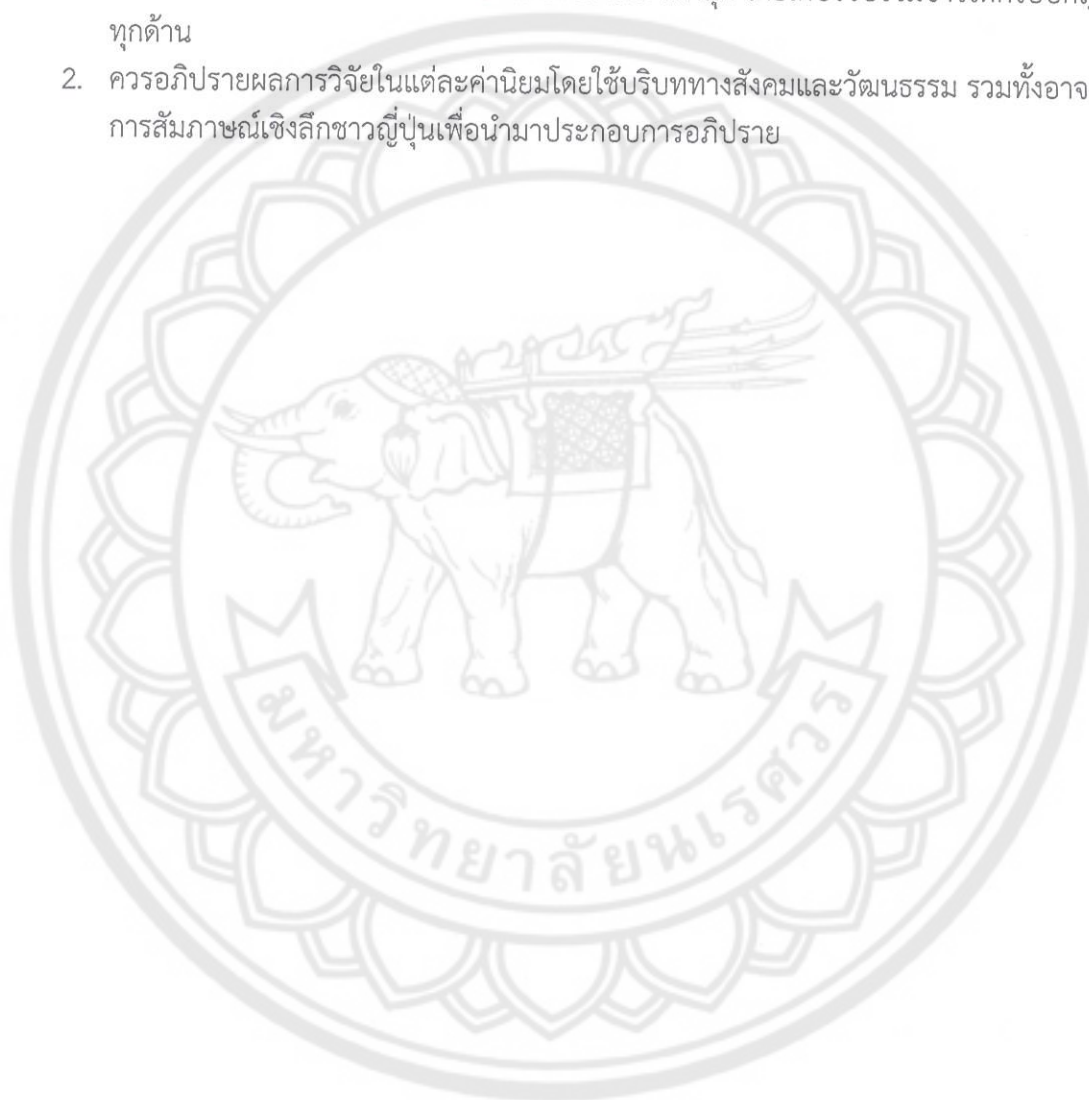 ทุกด้าน
2. ควรอภิปรายผลการวิจัยในแต่ละค่านิยมโดยใช้บริบททางสังคมและวัฒนธรรม รวมทั้งอาจ
การสัมภาษณ์เชิงลึกชาวญี่ปุ่นเพื่อนำมาประกอบการอภิปราย
มหาวิทยาลัยนเรศวร